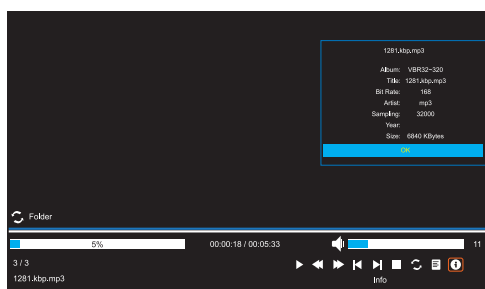 1281.kbp.mp3
Album: VBR32~320
Title: 1281.kbp.mp3
Bit Rate: 168
Artist: mp3
Sampling: 32000
Year:
Size: 6840 KBytes
OK
Folder
5% 00:00:18 / 00:05:33 11
3 / 3
1281.kbp.mp3 Info